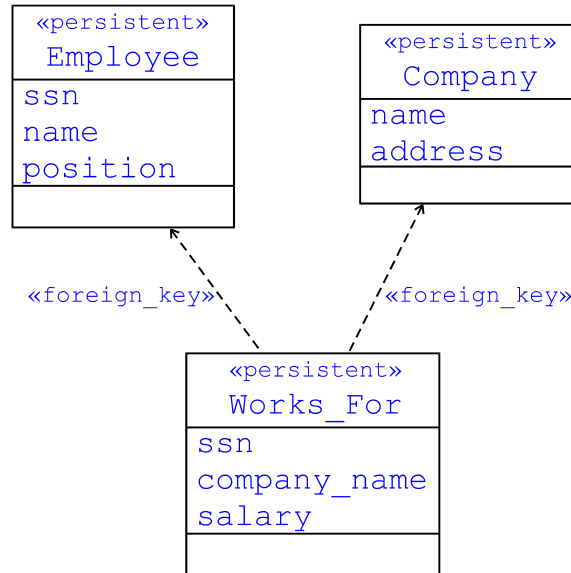 «persistent»
Employee
ssn
name
position
«persistent»
Company
name
address
«foreign_key»
«foreign_key»
«persistent»
Works_For
ssn
company_name
salary